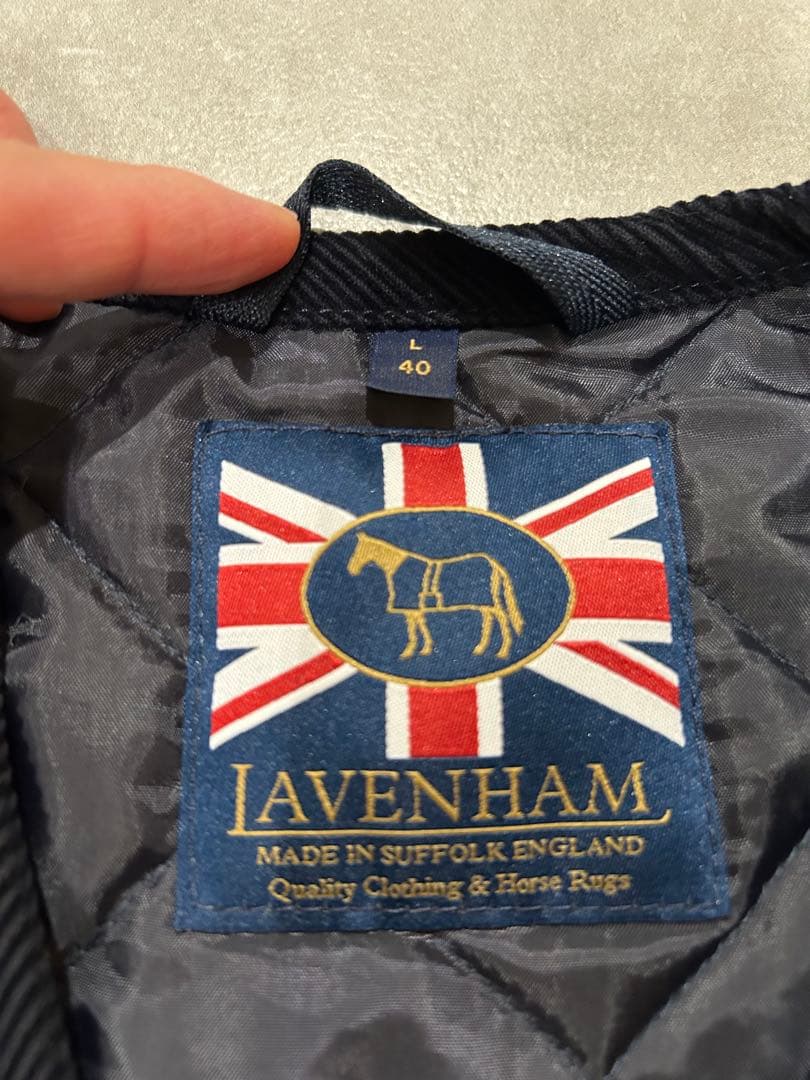 L
40
LAVENHAM
MADE IN SUFFOLK ENGLAND
Quality Clothing & Horse Rugs